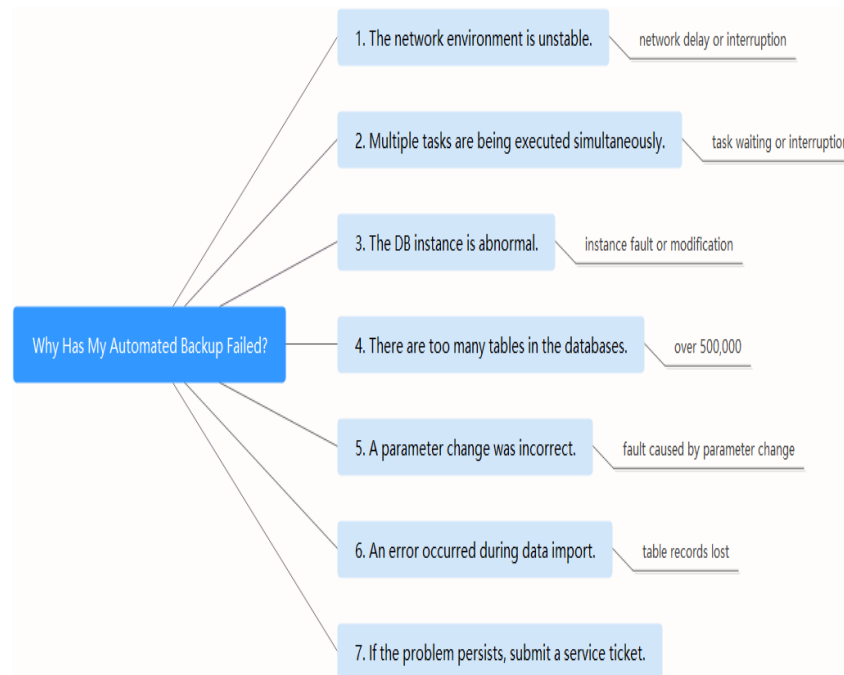 Why Has My Automated Backup Failed?
1. The network environment is unstable.
network delay or interruption
2. Multiple tasks are being executed simultaneously.
task waiting or interruption
3. The DB instance is abnormal.
instance fault or modification
4. There are too many tables in the databases.
over 500,000
5. A parameter change was incorrect.
fault caused by parameter change
6. An error occurred during data import.
table records lost
7. If the problem persists, submit a service ticket.